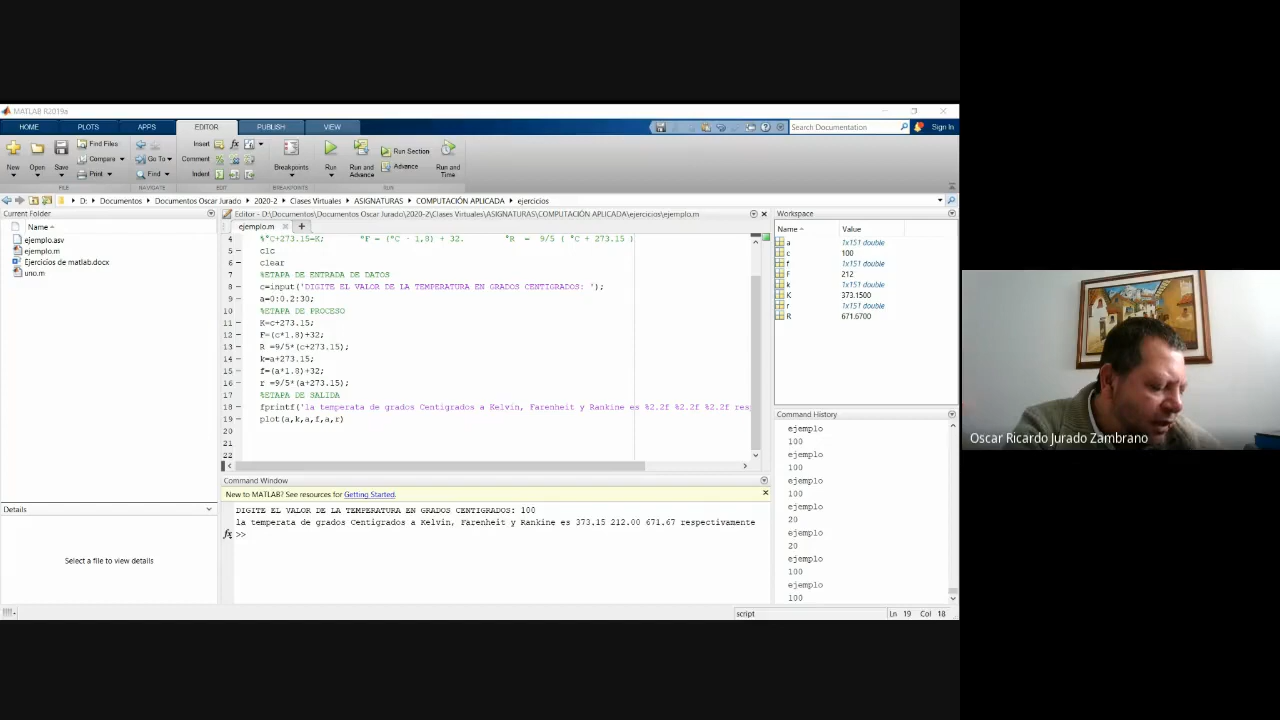 MATLAB R2019a
HOME PLOTS APPS EDITOR PUBLISH VIEW
Search Documentation
Sign In
New Open Save Find Files Compare Print
Go To Find
Insert Comment Indent
Breakpoints
Run Run and Advance Run Section Advance Run and Time
FILE NAVIGATE EDIT BREAKPOINTS RUN
D: Documentos Documentos Oscar Jurado 2020-2 Clases Virtuales ASIGNATURAS COMPUTACIÓN APLICADA ejercicios
Current Folder
Name
ejemplo.asv
ejemplo.m
Ejercicios de matlab.docx
uno.m
Details
Select a file to view details
Editor - D:\Documentos\Documentos Oscar Jurado\2020-2\Clases Virtuales\ASIGNATURAS\COMPUTACIÓN APLICADA\ejercicios\ejemplo.m
ejemplo.m
4 %°C+273.15=K; °F = (°C · 1,8) + 32. °R = 9/5 ( °C + 273.15 )
5 clc
6 clear
7 %ETAPA DE ENTRADA DE DATOS
8 c=input('DIGITE EL VALOR DE LA TEMPERATURA EN GRADOS CENTIGRADOS: ');
9 a=0:0.2:30;
10 %ETAPA DE PROCESO
11 K=c+273.15;
12 F=(c*1.8)+32;
13 R =9/5*(c+273.15);
14 k=a+273.15;
15 f=(a*1.8)+32;
16 r =9/5*(a+273.15);
17 %ETAPA DE SALIDA
18 fprintf('la temperata de grados Centigrados a Kelvin, Farenheit y Rankine es %2.2f %2.2f %2.2f resp
19 plot(a,k,a,f,a,r)
20
21
22
Command Window
New to MATLAB? See resources for Getting Started.
DIGITE EL VALOR DE LA TEMPERATURA EN GRADOS CENTIGRADOS: 100
la temperata de grados Centigrados a Kelvin, Farenheit y Rankine es 373.15 212.00 671.67 respectivamente
fx >>
Workspace
Name Value
a 1x151 double
c 100
f 1x151 double
F 212
k 1x151 double
K 373.1500
r 1x151 double
R 671.6700
Command History
ejemplo
100
ejemplo
100
ejemplo
100
ejemplo
20
ejemplo
20
ejemplo
100
ejemplo
100
script Ln 19 Col 18
Oscar Ricardo Jurado Zambrano